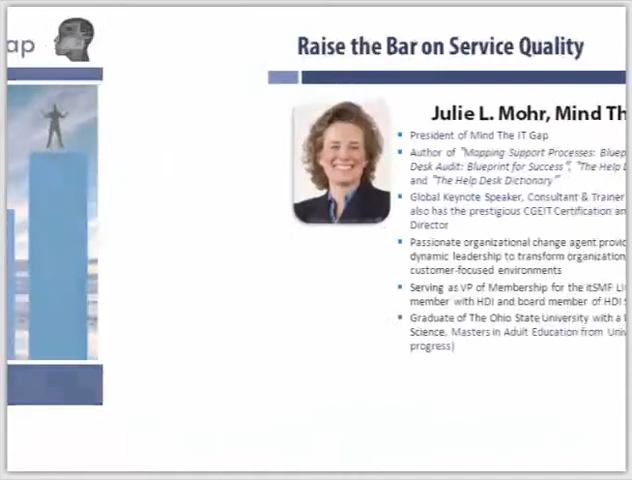 ap
Raise the Bar on Service Quality
Julie L. Mohr, Mind Th
President of Mind The IT Gap
Author of "Mapping Support Processes: Bluep
Desk Audit: Blueprint for Success", "The Help D
and "The Help Desk Dictionary"
Global Keynote Speaker, Consultant & Trainer
also has the prestigious CGEIT Certification an
Director
Passionate organizational change agent provid
dynamic leadership to transform organization
customer-focused environments
Serving as VP of Membership for the itSMF LI
member with HDI and board member of HDI S
Graduate of The Ohio State University with a
Science, Masters in Adult Education from Univ
progress)